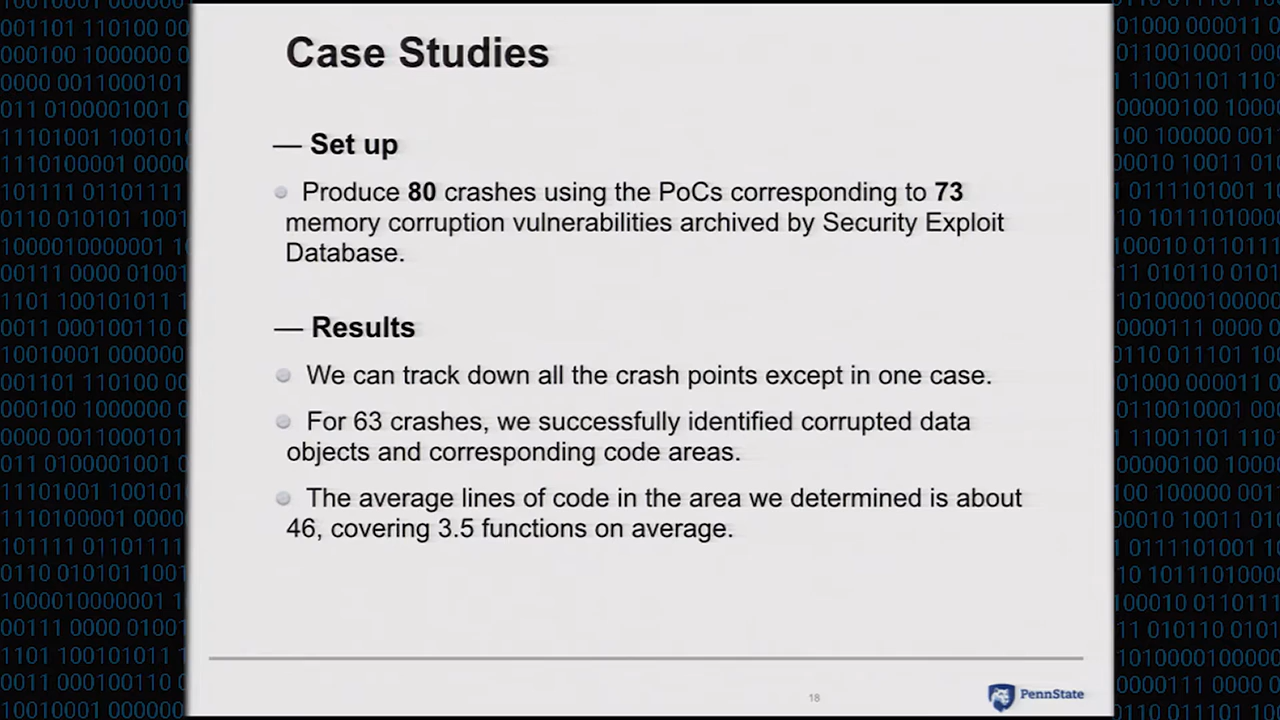 Case Studies
— Set up
Produce 80 crashes using the PoCs corresponding to 73
memory corruption vulnerabilities archived by Security Exploit
Database.
— Results
We can track down all the crash points except in one case.
For 63 crashes, we successfully identified corrupted data
objects and corresponding code areas.
The average lines of code in the area we determined is about
46, covering 3.5 functions on average.
18
PennState